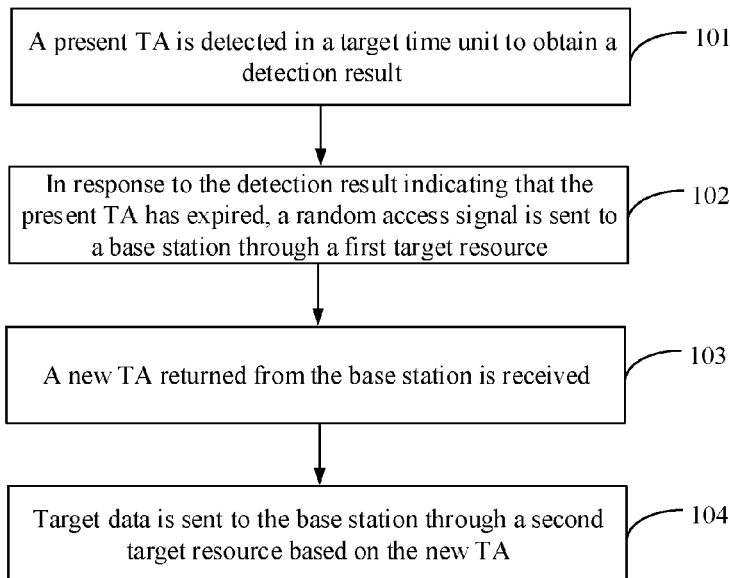 A present TA is detected in a target time unit to obtain a
detection result
101
In response to the detection result indicating that the
present TA has expired, a random access signal is sent to
a base station through a first target resource
102
A new TA returned from the base station is received
103
Target data is sent to the base station through a second
target resource based on the new TA
104